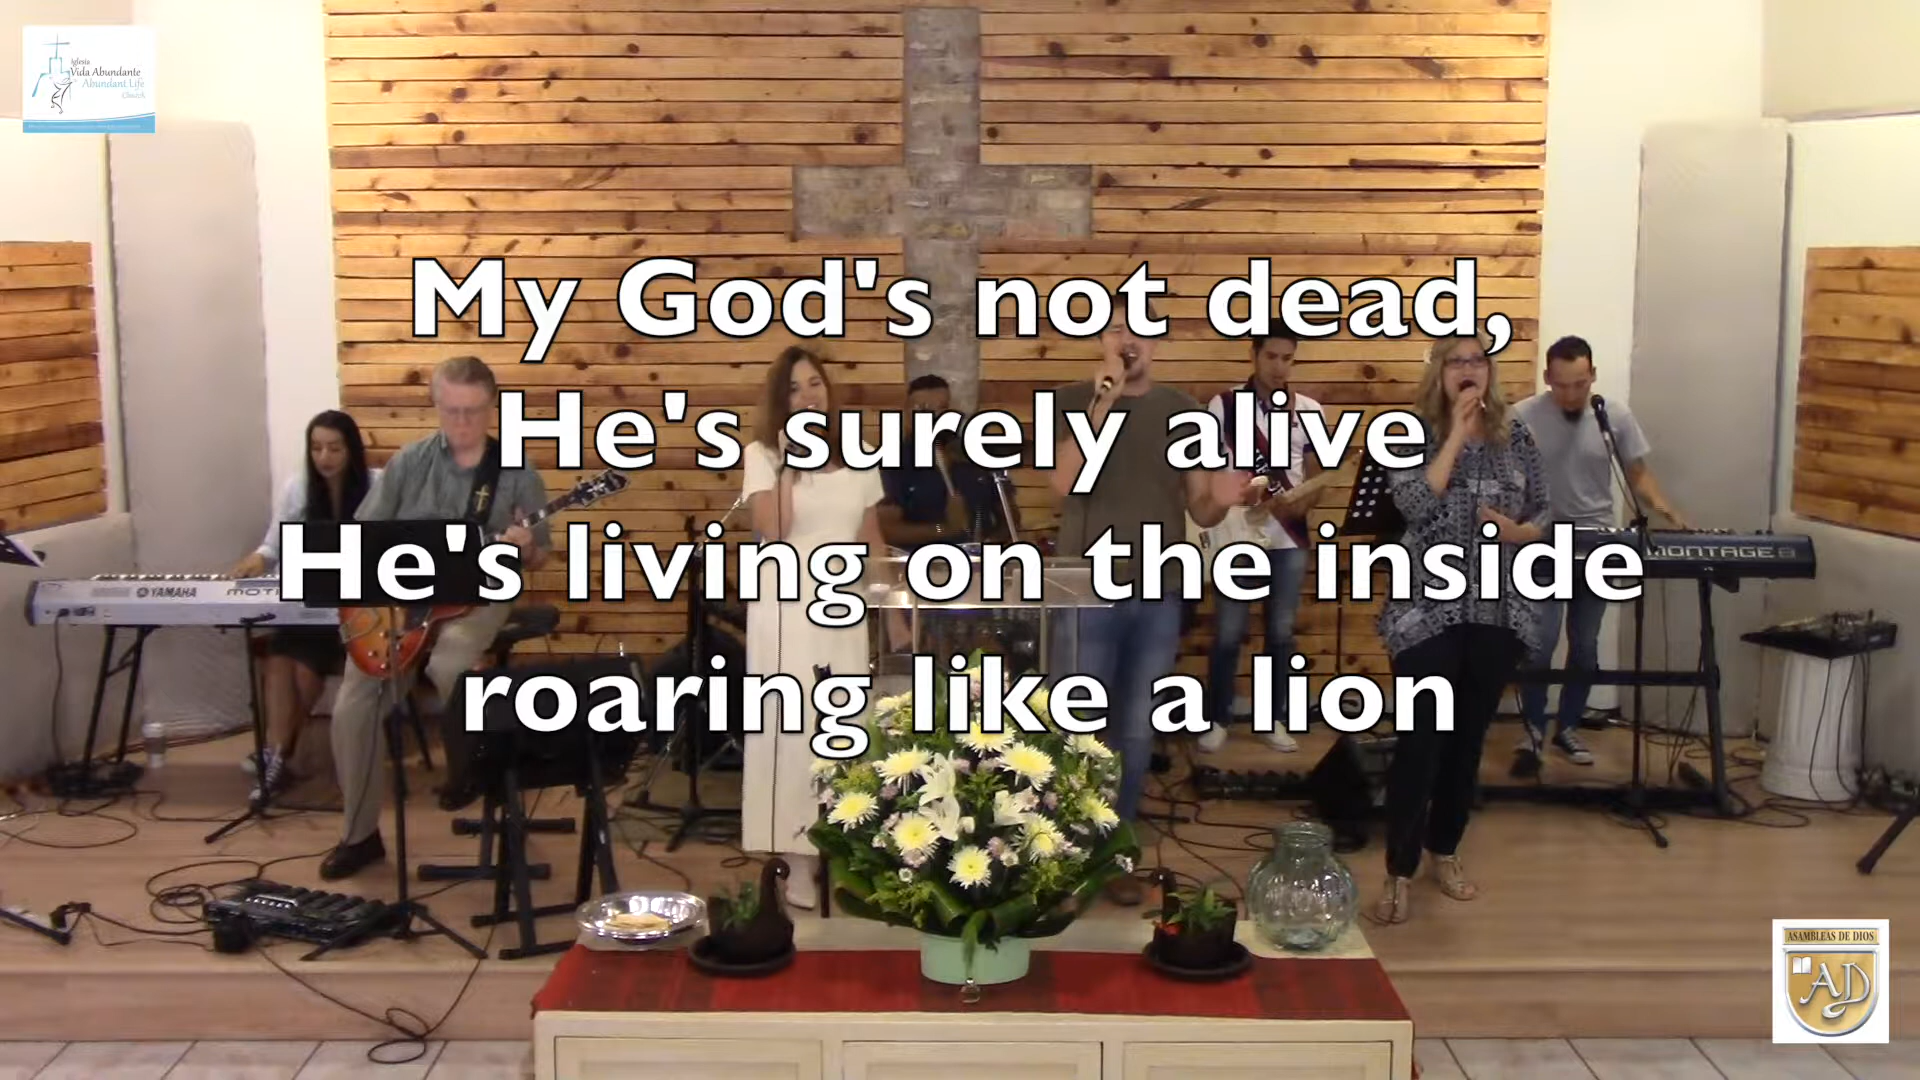 Iglesia
Vida Abundante
Abundant Life
Church
My God's not dead,
He's surely alive
He's living on the inside
roaring like a lion
YAMAHA
MONTAGE 8
ASAMBLEAS DE DIOS
AD